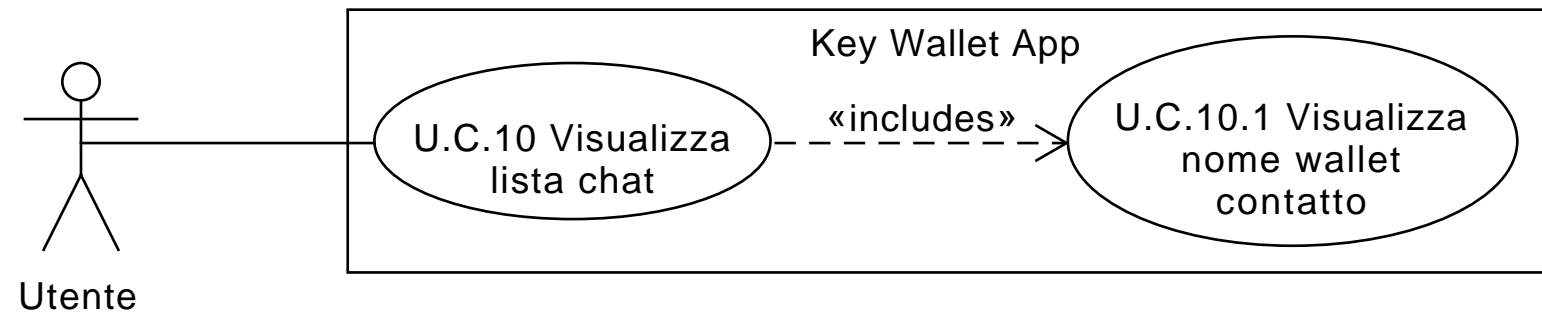 Key Wallet App
U.C.10 Visualizza
lista chat
«includes»
U.C.10.1 Visualizza
nome wallet
contatto
Utente